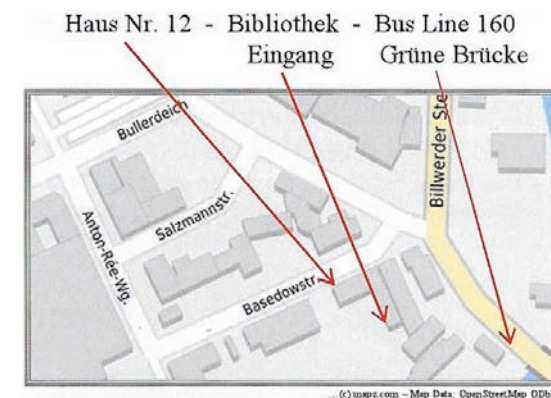 Haus Nr. 12 - Bibliothek - Bus Line 160
Eingang Grüne Brücke
Bullerdeich
Billwerder Ste
Salzmannstr.
Anton-Rée-Wg.
Basedowstr.
... (c) mapz.com – Map Data: OpenStreetMap ODb